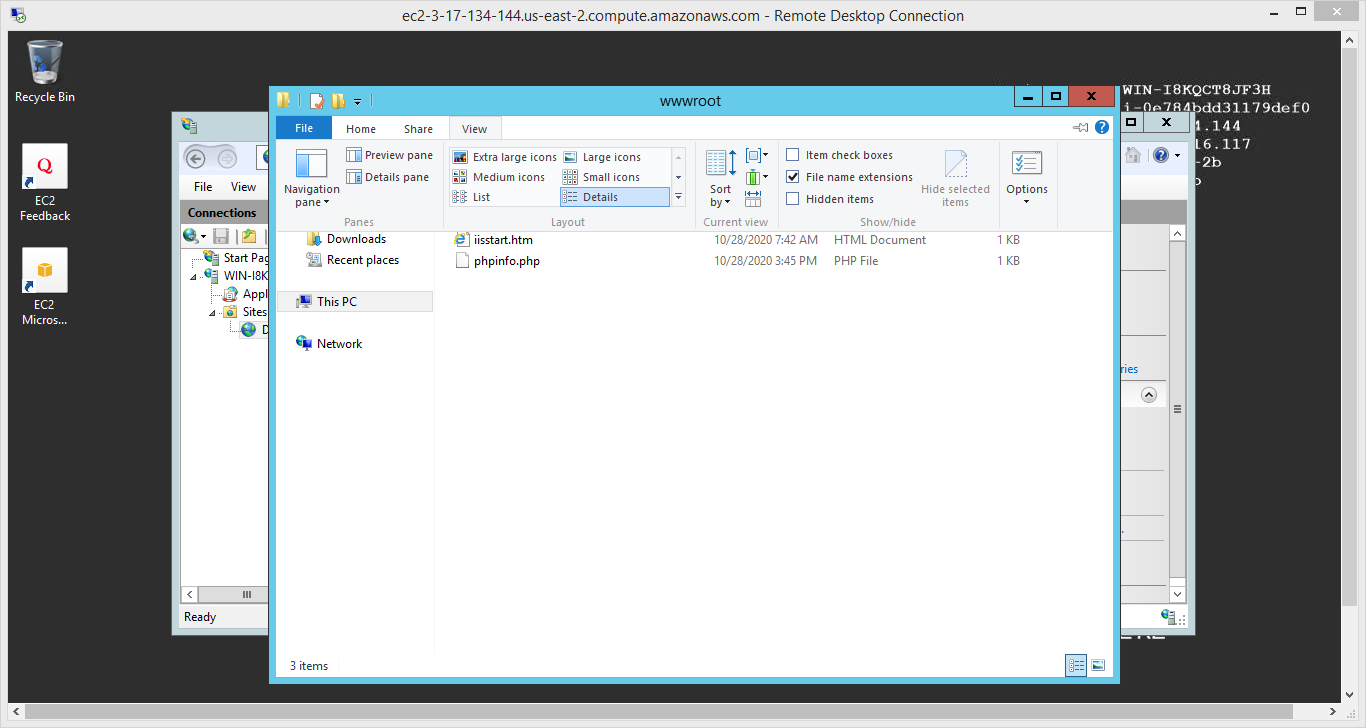 ec2-3-17-134-144.us-east-2.compute.amazonaws.com - Remote Desktop Connection
Recycle Bin
EC2
Feedback
EC2
Micros...
WIN-I8KQCT8JF3H
i-0e784bdd31179def0
4.144
16.117
-2b
File View
Connections
Start Pag
WIN-I8K
Appl
Sites
D
Ready
ries
wwwroot
File Home Share View
Navigation
pane
Preview pane
Details pane
Panes
Extra large icons Large icons
Medium icons Small icons
List Details
Layout
Sort
by
Current view
Item check boxes
File name extensions
Hidden items
Hide selected
items
Show/hide
Options
Downloads
Recent places
This PC
Network
iisstart.htm 10/28/2020 7:42 AM HTML Document 1 KB
phpinfo.php 10/28/2020 3:45 PM PHP File 1 KB
3 items